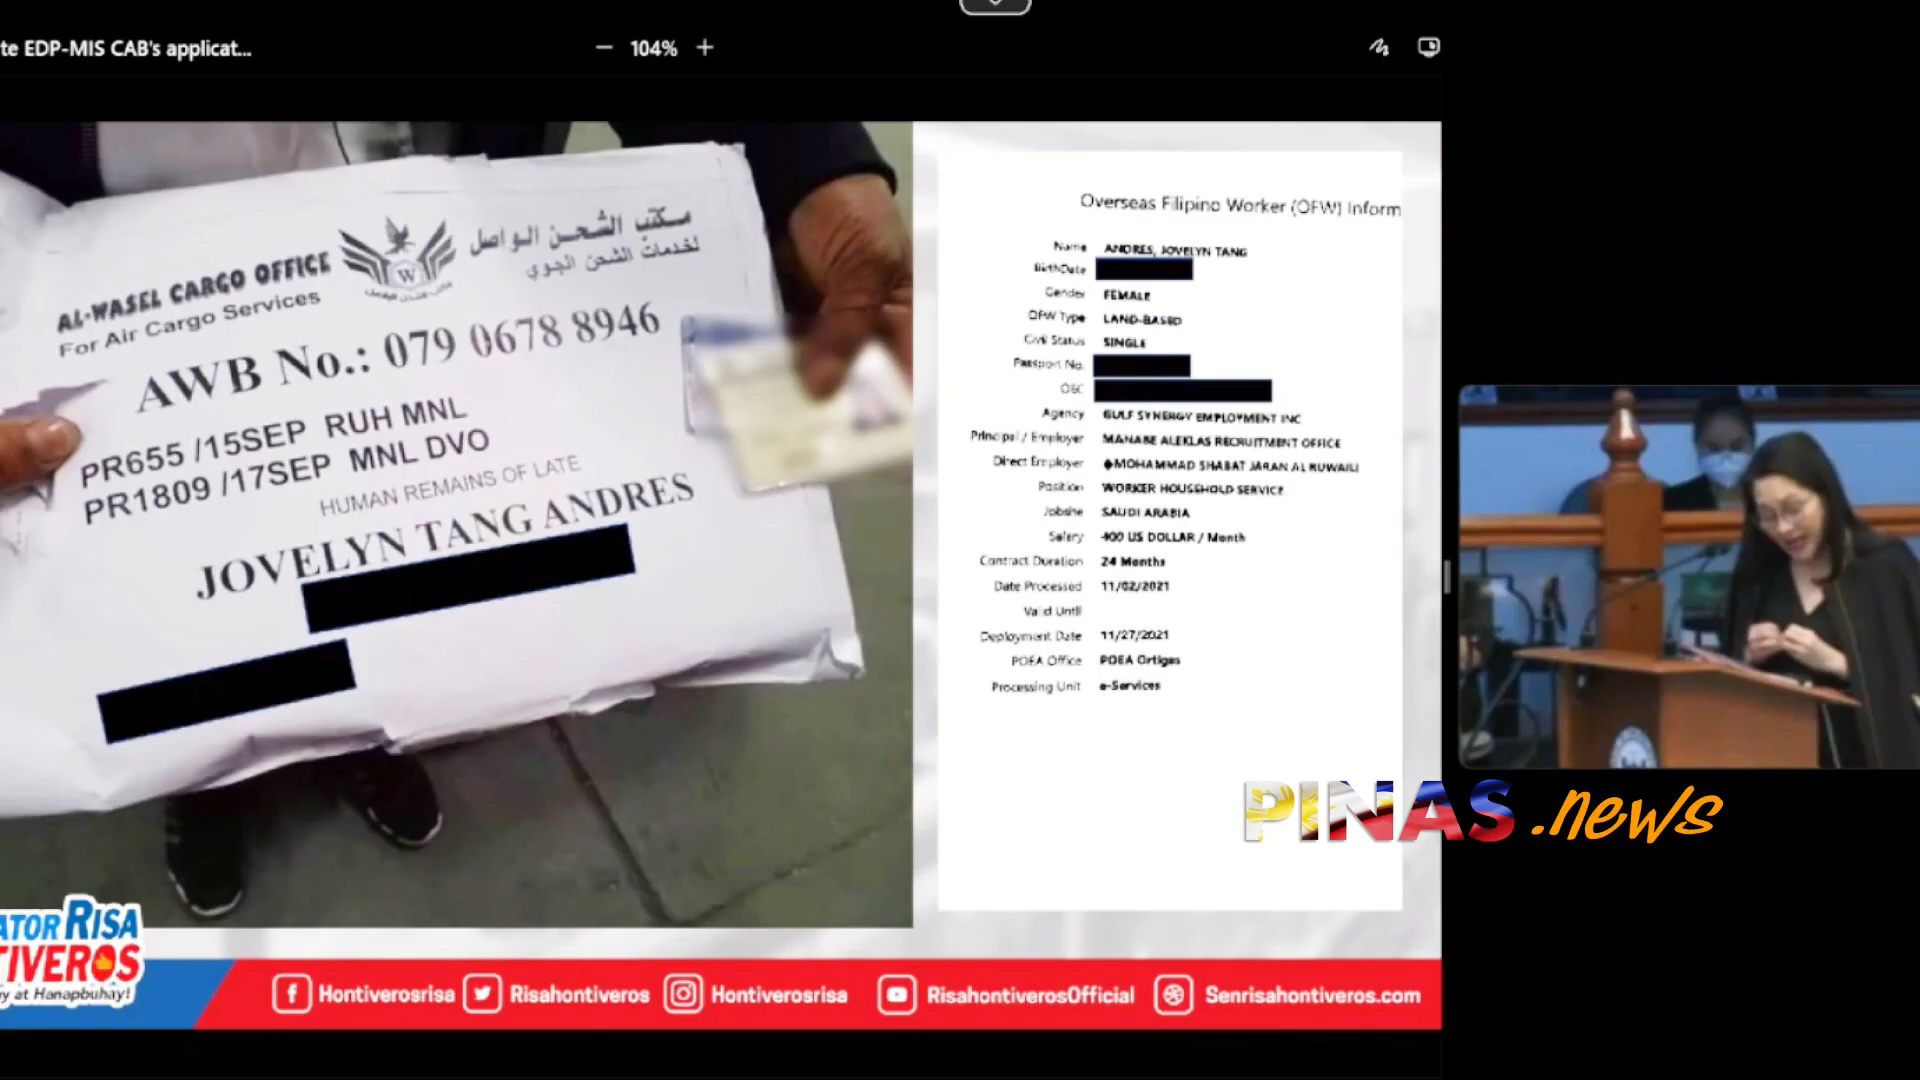 te EDP-MIS CAB's applicat...
104%
AL-WASEL CARGO OFFICE
For Air Cargo Services
مكتب الشحن الواصل
لخدمات الشحن الجوي
W
AWB No.: 079 0678 8946
PR655 /15SEP RUH MNL
PR1809 /17SEP MNL DVO
HUMAN REMAINS OF LATE
JOVELYN TANG ANDRES
Overseas Filipino Worker (OFW) Inform
Name ANDRES, JOVELYN TANG
BirthDate
Gender FEMALE
OFW Type LAND-BASED
Civil Status SINGLE
Passport No.
OEC
Agency GULF SYNERGY EMPLOYMENT INC
Principal / Employer MANABE ALEKLAS RECRUITMENT OFFICE
Direct Employer �MOHAMMAD SHABAT JARAN AL RUWAILI
Position WORKER HOUSEHOLD SERVICE
Jobsite SAUDI ARABIA
Salary 400 US DOLLAR / Month
Contract Duration 24 Months
Date Processed 11/02/2021
Valid Until
Deployment Date 11/27/2021
POEA Office POEA Ortigas
Processing Unit e-Services
PINAS.news
ATOR RISA
TIVEROS
y at Hanapbuhay!
Hontiverosrisa
Risahontiveros
Hontiverosrisa
RisahontiverosOfficial
Senrisahontiveros.com